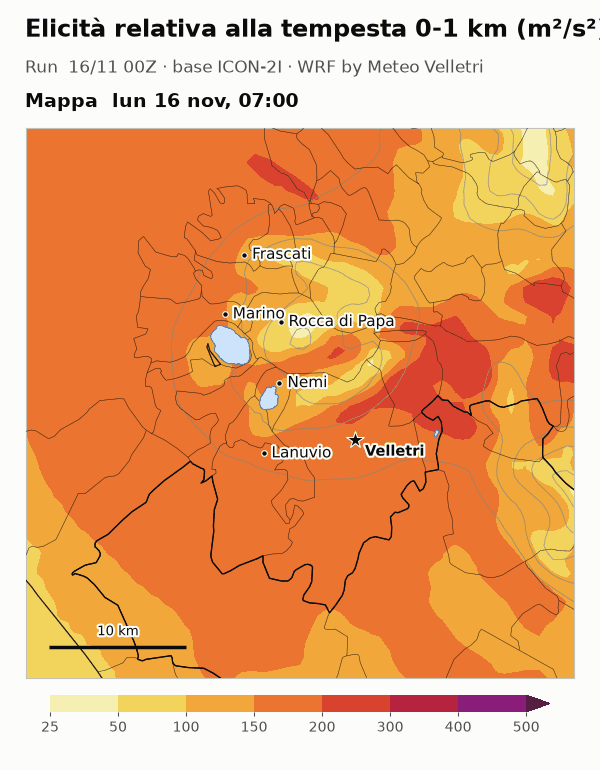 Elicità relativa alla tempesta 0-1 km (m²/s²)
Run  16/11 00Z · base ICON-2I · WRF by Meteo Velletri
Mappa  lun 16 nov, 07:00
Frascati
Marino
Rocca di Papa
Nemi
Velletri
Lanuvio
10 km
25 50 100 150 200 300 400 500